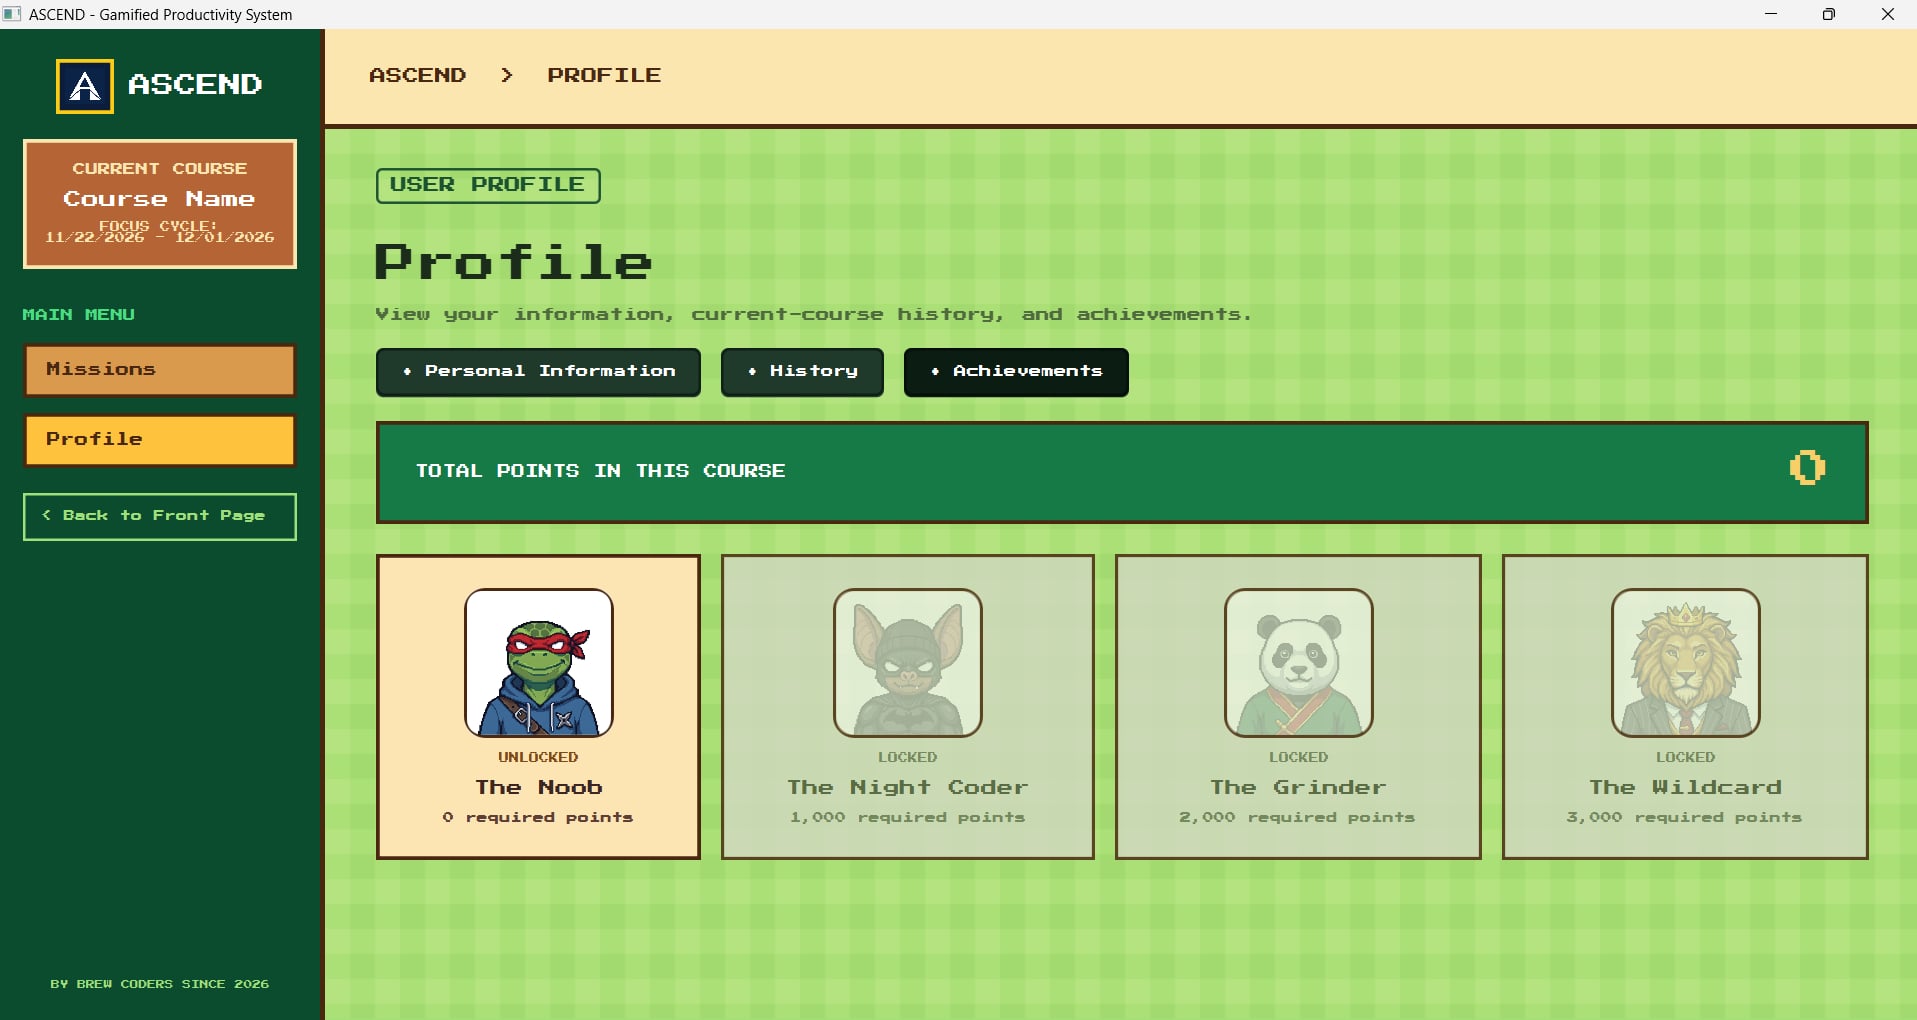 ASCEND - Gamified Productivity System
ASCEND
CURRENT COURSE
Course Name
FOCUS CYCLE:
11/22/2026 - 12/01/2026
MAIN MENU
Missions
Profile
< Back to Front Page
BY BREW CODERS SINCE 2026
ASCEND > PROFILE
USER PROFILE
Profile
View your information, current-course history, and achievements.
• Personal Information
• History
• Achievements
TOTAL POINTS IN THIS COURSE
0
UNLOCKED
The Noob
0 required points
LOCKED
The Night Coder
1,000 required points
LOCKED
The Grinder
2,000 required points
LOCKED
The Wildcard
3,000 required points